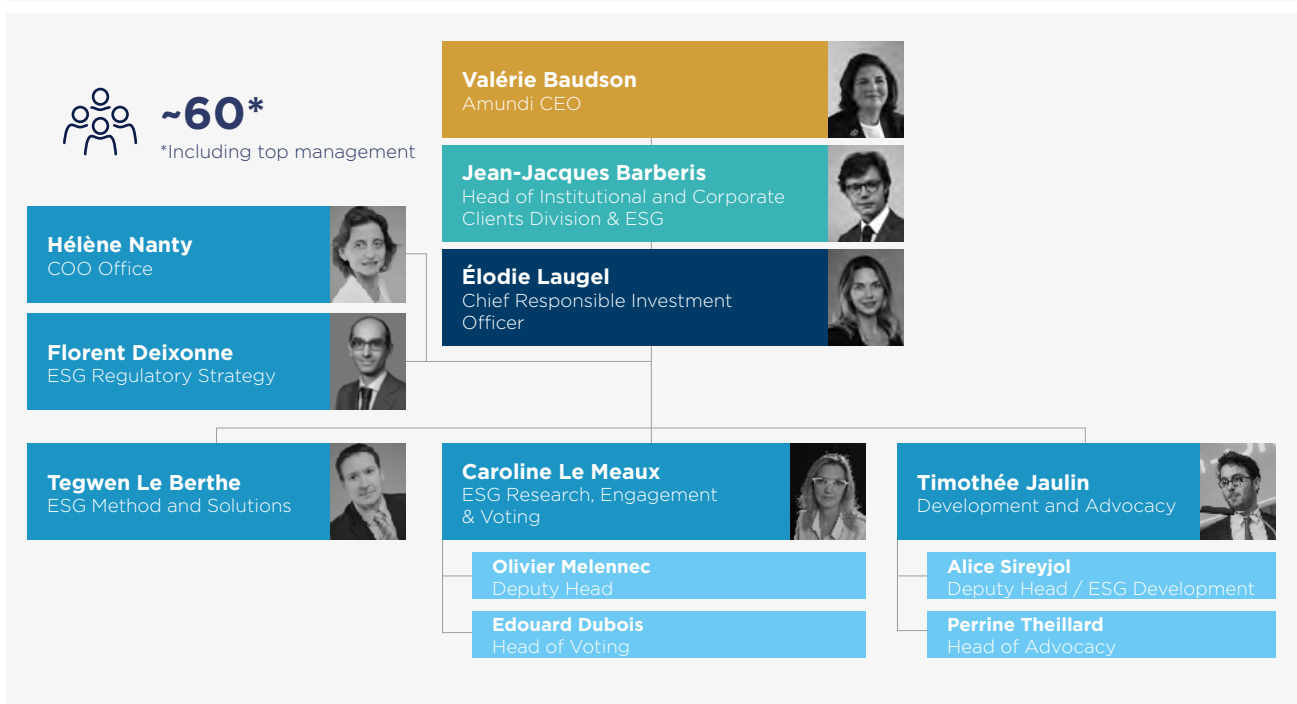 ~60*
*Including top management
Valérie Baudson
Amundi CEO
Jean-Jacques Barberis
Head of Institutional and Corporate
Clients Division & ESG
Élodie Laugel
Chief Responsible Investment
Officer
Hélène Nanty
COO Office
Florent Deixonne
ESG Regulatory Strategy
Tegwen Le Berthe
ESG Method and Solutions
Caroline Le Meaux
ESG Research, Engagement
& Voting
Olivier Melennec
Deputy Head
Edouard Dubois
Head of Voting
Timothée Jaulin
Development and Advocacy
Alice Sireyjol
Deputy Head / ESG Development
Perrine Theillard
Head of Advocacy